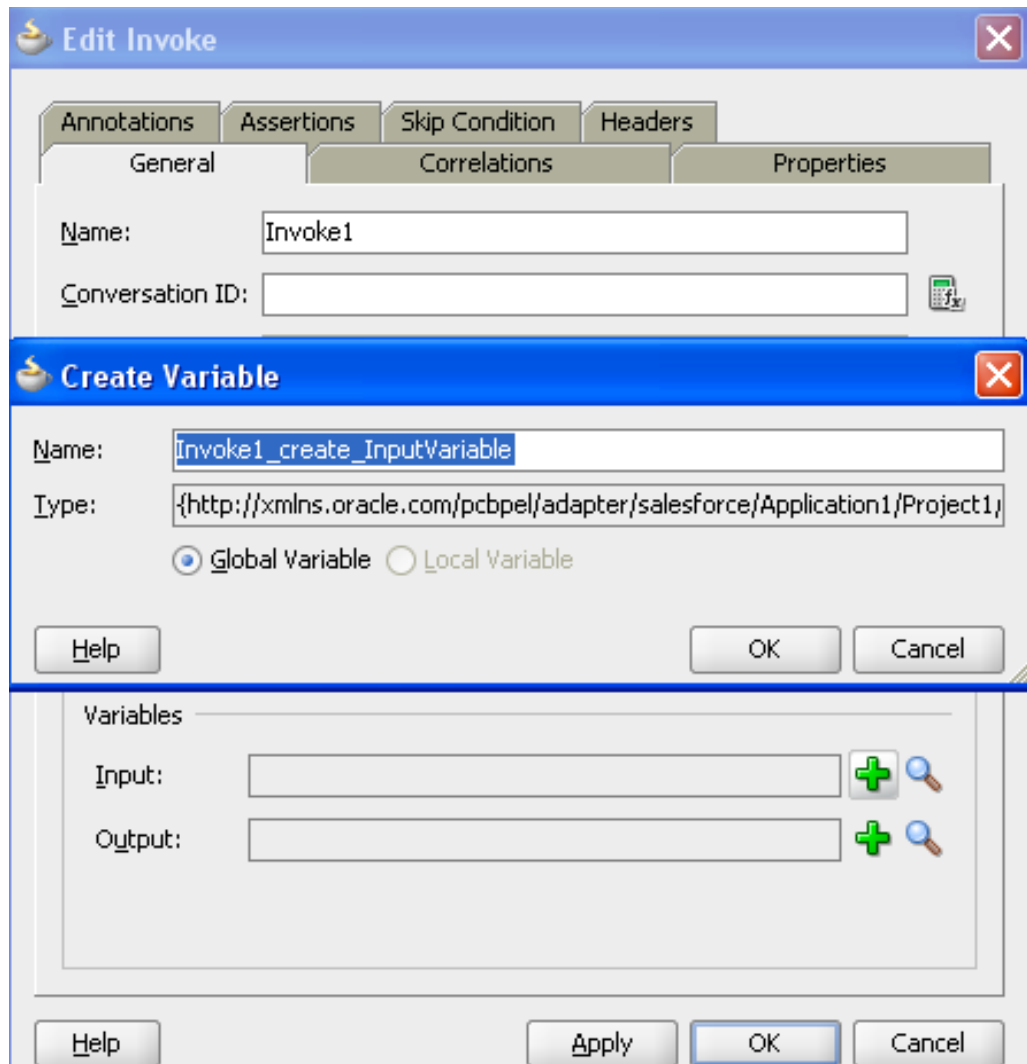 Edit Invoke
Annotations Assertions Skip Condition Headers
General Correlations Properties
Name: Invoke1
Conversation ID:
Create Variable
Name: Invoke1_create_InputVariable
Type: {http://xmlns.oracle.com/pcbpel/adapter/salesforce/Application1/Project1/
Global Variable Local Variable
Help OK Cancel
Variables
Input:
Output:
Help Apply OK Cancel